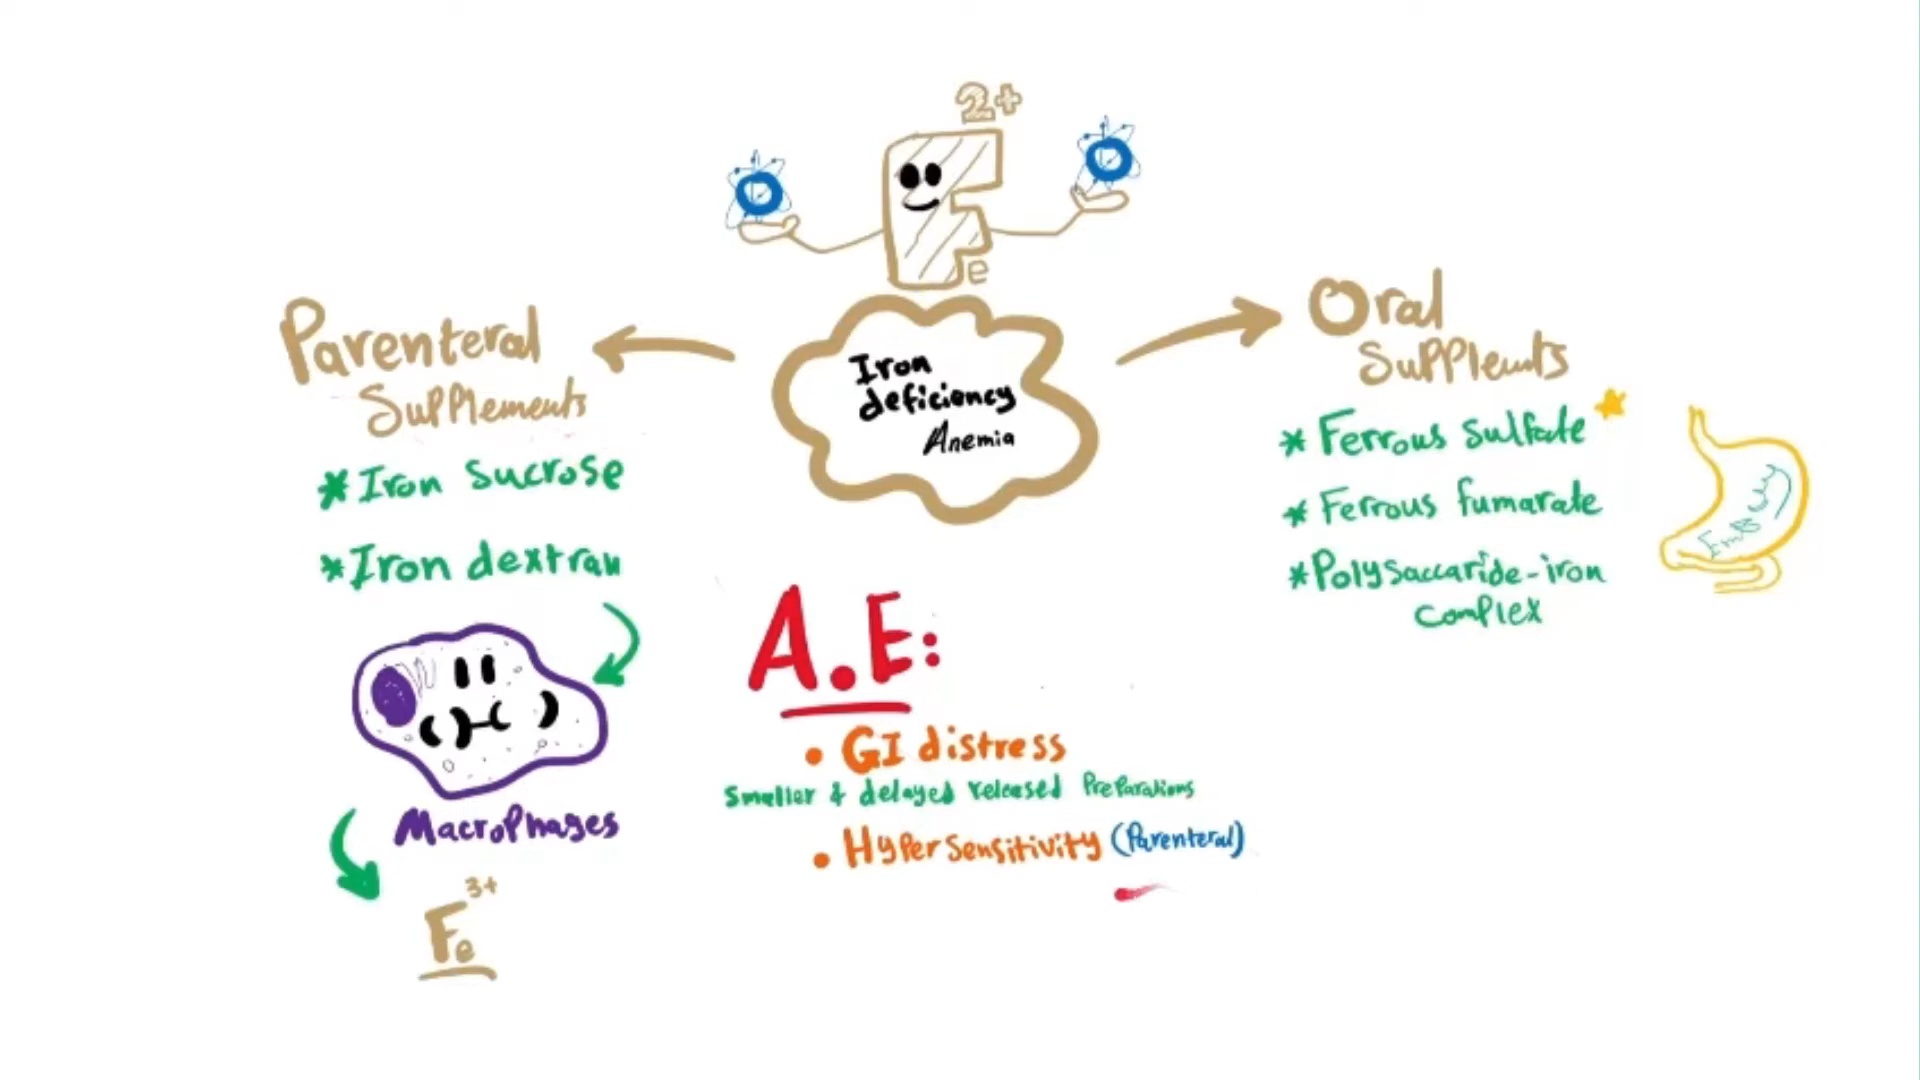 2+
Fe
Iron
deficiency
Anemia
Parenteral
Supplements
*Iron sucrose
*Iron dextran
Macrophages
3+
Fe
Oral
Supplemts
* Ferrous sulfate
* Ferrous fumarate
*Polysaccaride-iron
complex
A.E:
• GI distress
Smaller & delayed released Preparations
• Hypersensitivity (Parenteral)